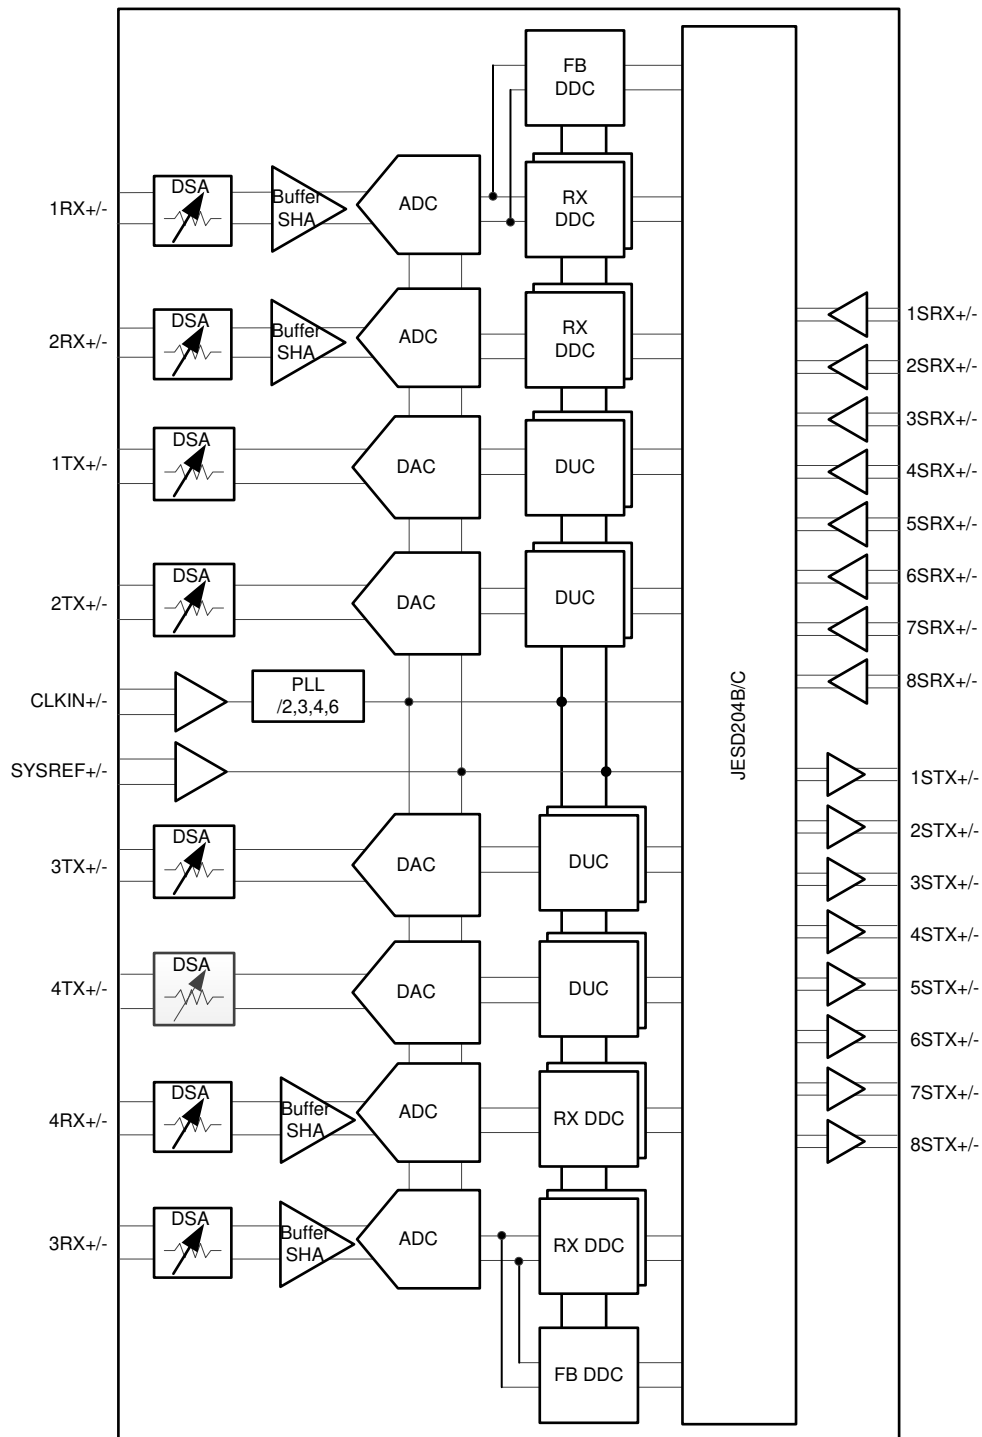 FB
DDC
1RX+/-
DSA
Buffer
SHA
ADC
RX
DDC
2RX+/-
DSA
Buffer
SHA
ADC
RX
DDC
1TX+/-
DSA
DAC
DUC
2TX+/-
DSA
DAC
DUC
CLKIN+/-
PLL
/2,3,4,6
SYSREF+/-
3TX+/-
DSA
DAC
DUC
4TX+/-
DSA
DAC
DUC
4RX+/-
DSA
Buffer
SHA
ADC
RX DDC
3RX+/-
DSA
Buffer
SHA
ADC
RX DDC
FB DDC
JESD204B/C
1SRX+/-
2SRX+/-
3SRX+/-
4SRX+/-
5SRX+/-
6SRX+/-
7SRX+/-
8SRX+/-
1STX+/-
2STX+/-
3STX+/-
4STX+/-
5STX+/-
6STX+/-
7STX+/-
8STX+/-